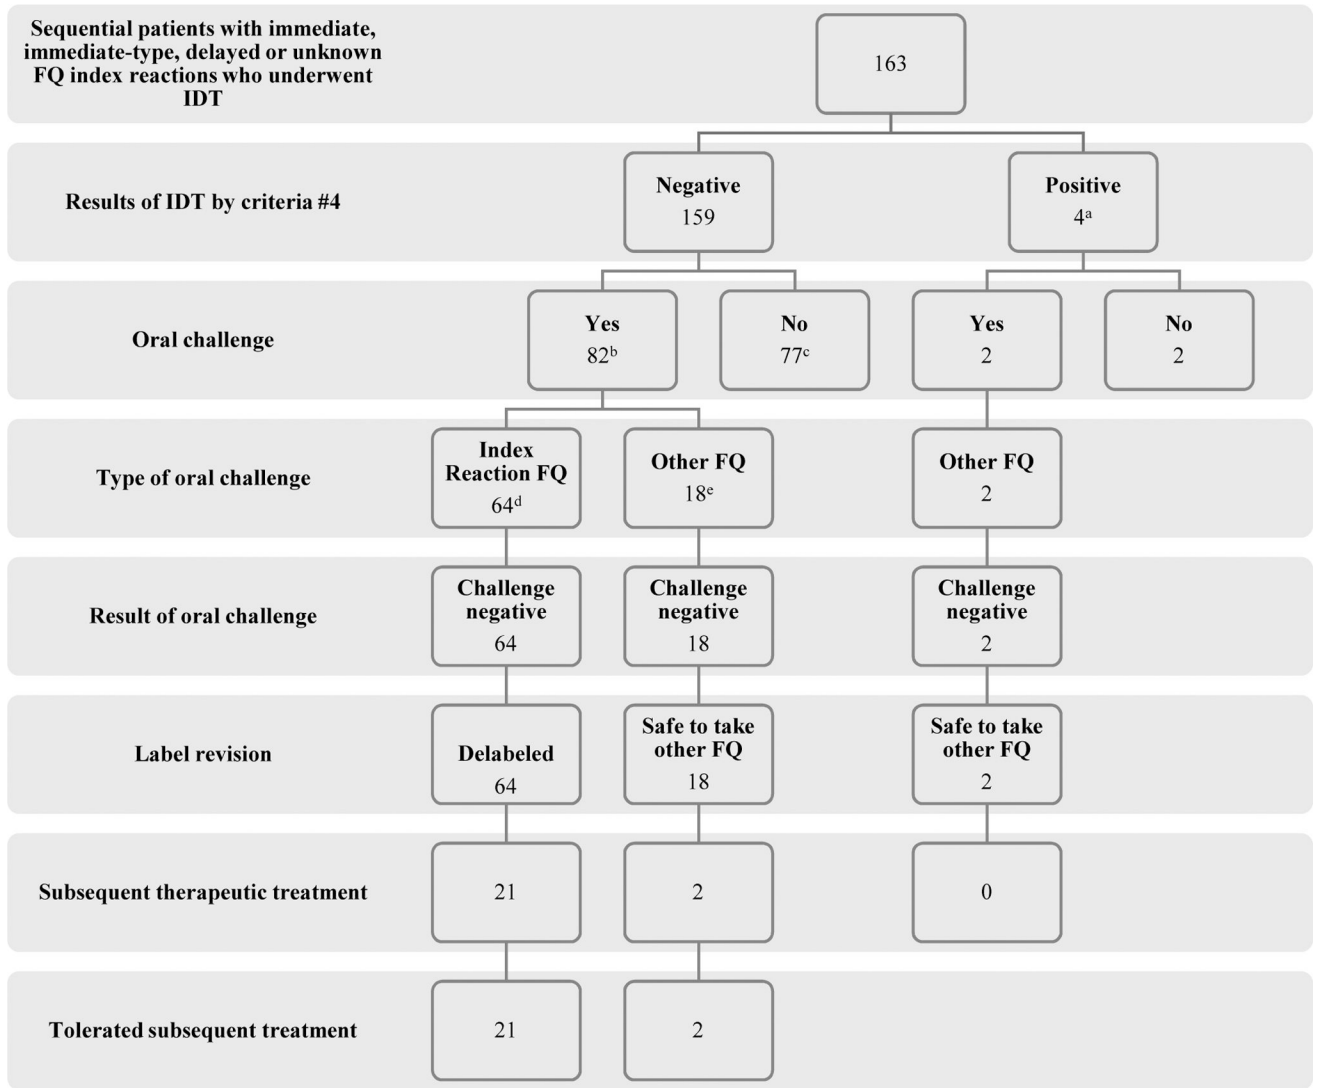 Sequential patients with immediate,
immediate-type, delayed or unknown
FQ index reactions who underwent
IDT
163
Results of IDT by criteria #4
Negative
159
Positive
4ᵃ
Oral challenge
Yes
82ᵇ
No
77ᶜ
Yes
2
No
2
Type of oral challenge
Index
Reaction FQ
64ᵈ
Other FQ
18ᵉ
Other FQ
2
Result of oral challenge
Challenge
negative
64
Challenge
negative
18
Challenge
negative
2
Label revision
Delabeled
64
Safe to take
other FQ
18
Safe to take
other FQ
2
Subsequent therapeutic treatment
21
2
0
Tolerated subsequent treatment
21
2